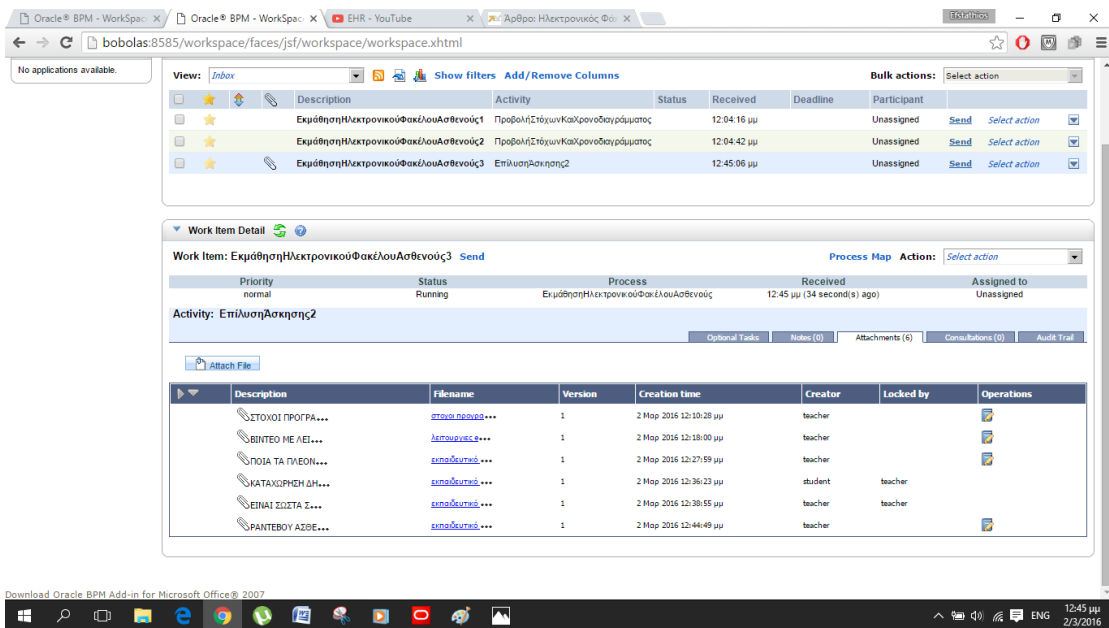 Oracle® BPM - WorkSpac
Oracle® BPM - WorkSpac
EHR - YouTube
Άρθρο: Ηλεκτρονικός Φάκ
Efstathios
bobolas:8585/workspace/faces/jsf/workspace/workspace.xhtml
No applications available.
View: Inbox Show filters Add/Remove Columns Bulk actions: Select action
Description Activity Status Received Deadline Participant
ΕκμάθησηΗλεκτρονικούΦακέλουΑσθενούς1 ΠροβολήΣτόχωνΚαιΧρονοδιαγράμματος 12:04:16 μμ Unassigned Send Select action
ΕκμάθησηΗλεκτρονικούΦακέλουΑσθενούς2 ΠροβολήΣτόχωνΚαιΧρονοδιαγράμματος 12:04:42 μμ Unassigned Send Select action
ΕκμάθησηΗλεκτρονικούΦακέλουΑσθενούς3 ΕπίλυσηΆσκησης2 12:45:06 μμ Unassigned Send Select action
Work Item Detail
Work Item: ΕκμάθησηΗλεκτρονικούΦακέλουΑσθενούς3 Send Process Map Action: Select action
Priority Status Process Received Assigned to
normal Running ΕκμάθησηΗλεκτρονικούΦακέλουΑσθενούς 12:45 μμ (34 second(s) ago) Unassigned
Activity: ΕπίλυσηΆσκησης2
Optional Tasks Notes (0) Attachments (6) Consultations (0) Audit Trail
Attach File
Description Filename Version Creation time Creator Locked by Operations
ΣΤΟΧΟΙ ΠΡΟΓΡΑ... στοχοι προγρα... 1 2 Μαρ 2016 12:10:28 μμ teacher
ΒΙΝΤΕΟ ΜΕ ΛΕΙ... λειτουργιες e... 1 2 Μαρ 2016 12:18:00 μμ teacher
ΠΟΙΑ ΤΑ ΠΛΕΟΝ... εκπαιδευτικό ... 1 2 Μαρ 2016 12:27:59 μμ teacher
ΚΑΤΑΧΩΡΗΣΗ ΔΗ... εκπαιδευτικό ... 1 2 Μαρ 2016 12:36:23 μμ student teacher
ΕΙΝΑΙ ΣΩΣΤΑ Σ... εκπαιδευτικό ... 1 2 Μαρ 2016 12:38:55 μμ teacher teacher
ΡΑΝΤΕΒΟΥ ΑΣΘΕ... εκπαιδευτικό ... 1 2 Μαρ 2016 12:44:49 μμ teacher
Download Oracle BPM Add-in for Microsoft Office® 2007
ENG 12:45 μμ
2/3/2016